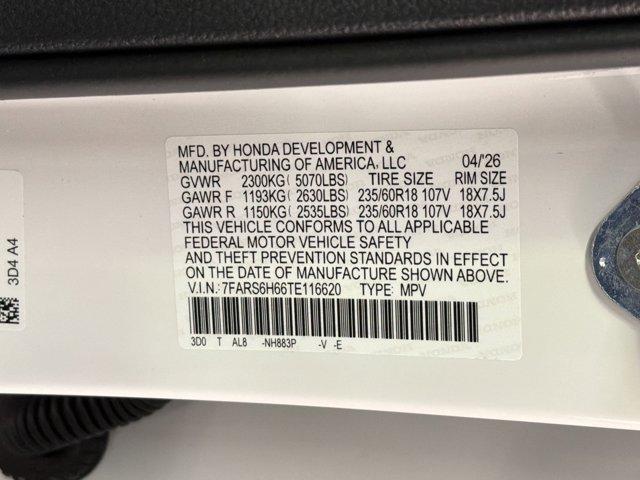 MFD. BY HONDA DEVELOPMENT &
MANUFACTURING OF AMERICA, LLC 04/'26
GVWR 2300KG( 5070LBS) TIRE SIZE RIM SIZE
GAWR F 1193KG( 2630LBS) 235/60R18 107V 18X7.5J
GAWR R 1150KG( 2535LBS) 235/60R18 107V 18X7.5J
THIS VEHICLE CONFORMS TO ALL APPLICABLE
FEDERAL MOTOR VEHICLE SAFETY
AND THEFT PREVENTION STANDARDS IN EFFECT
ON THE DATE OF MANUFACTURE SHOWN ABOVE.
V.I.N.: 7FARS6H66TE116620 TYPE: MPV
3D0 T AL8 -NH883P -V -E
3D4 A4